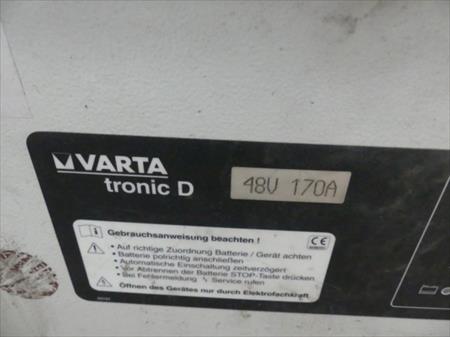 VARTA
tronic D
48V 170A
Gebrauchsanweisung beachten !
• Auf richtige Zuordnung Batterie / Gerät achten
• Batterie polrichtig anschließen
• Automatische Einschaltung zeitverzögert
• Vor Abtrennen der Batterie STOP-Taste drücken
• Bei Fehlermeldung Service rufen
Öffnen des Gerätes nur durch Elektrofachkraft
CE